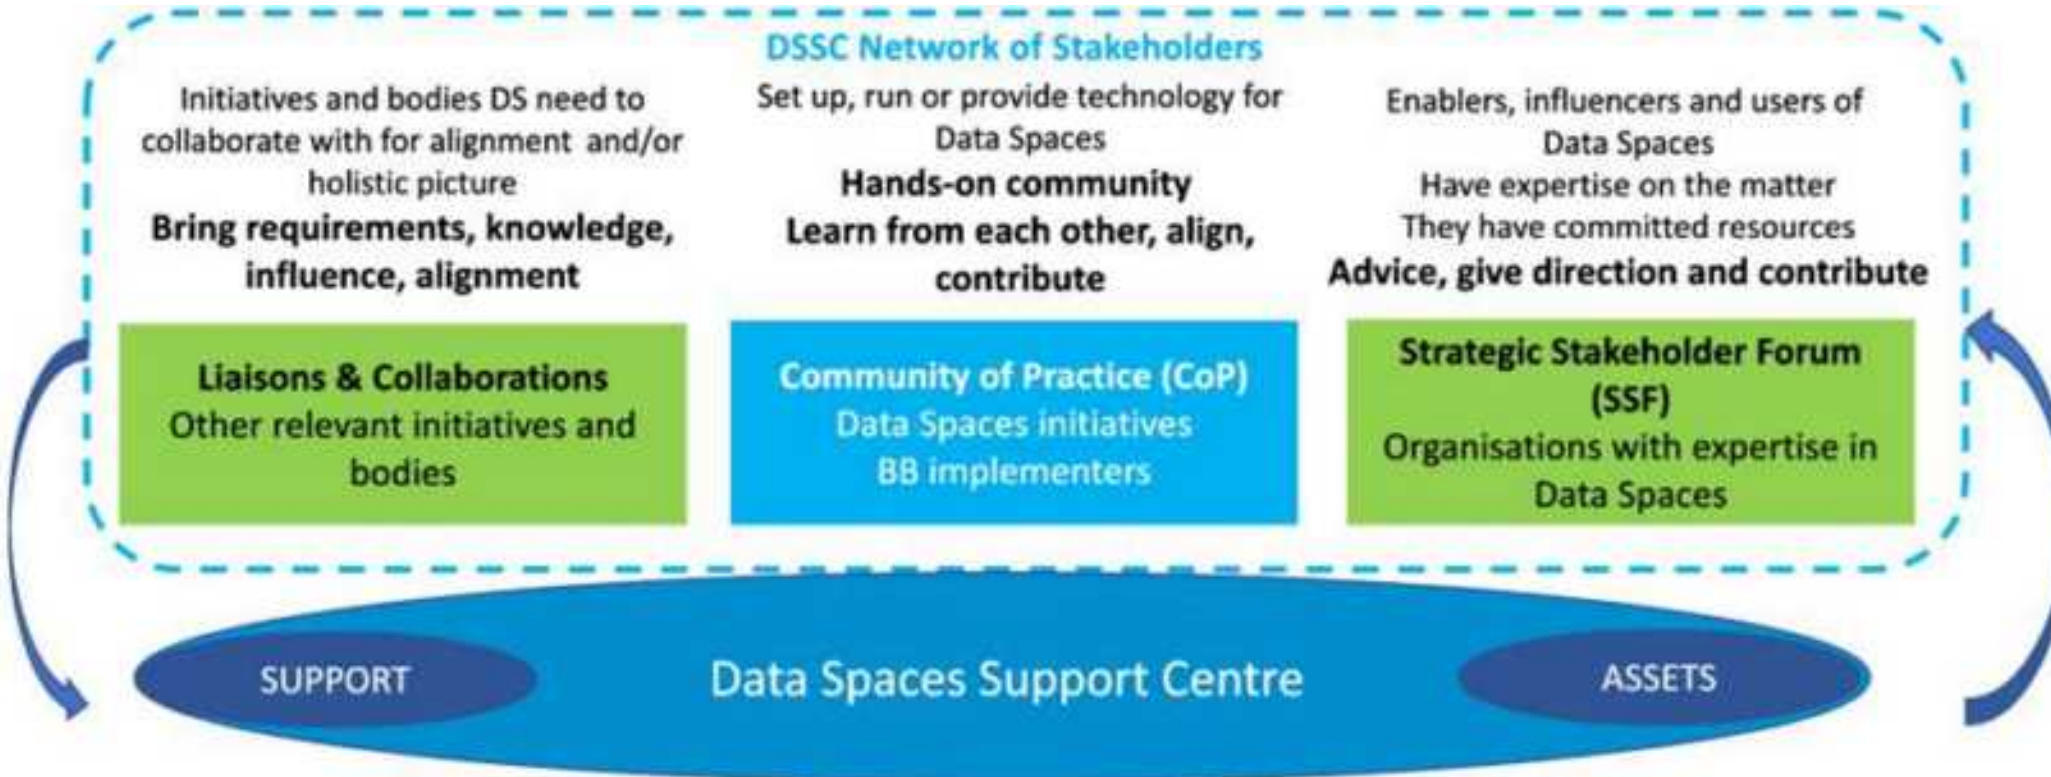 DSSC Network of Stakeholders
Initiatives and bodies DS need to
collaborate with for alignment and/or
holistic picture
Bring requirements, knowledge,
influence, alignment
Liaisons & Collaborations
Other relevant initiatives and
bodies
Set up, run or provide technology for
Data Spaces
Hands-on community
Learn from each other, align,
contribute
Community of Practice (CoP)
Data Spaces initiatives
BB implementers
Enablers, influencers and users of
Data Spaces
Have expertise on the matter
They have committed resources
Advice, give direction and contribute
Strategic Stakeholder Forum
(SSF)
Organisations with expertise in
Data Spaces
SUPPORT
Data Spaces Support Centre
ASSETS